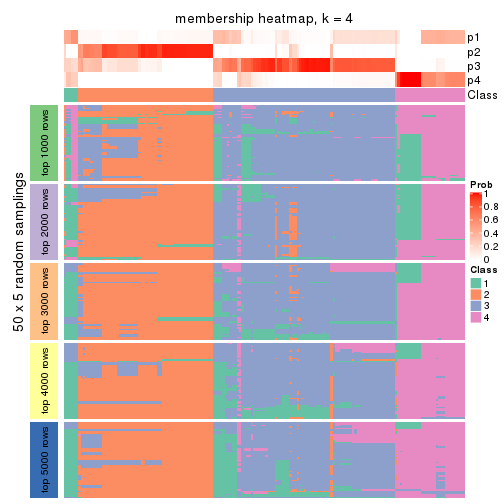 membership heatmap, k = 4
p1
p2
p3
p4
Class
50 x 5 random samplings
top 1000 rows
top 2000 rows
top 3000 rows
top 4000 rows
top 5000 rows
Prob
1
0.8
0.6
0.4
0.2
0
Class
1
2
3
4